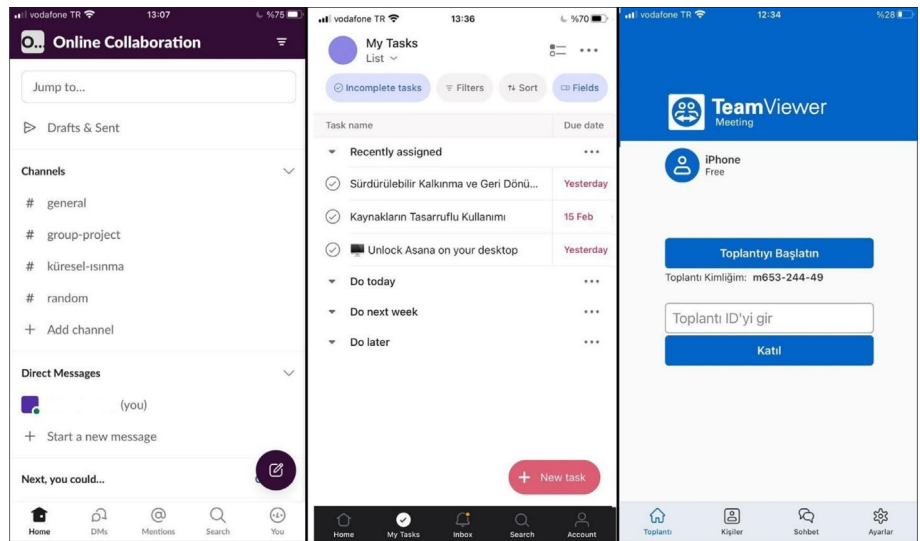 vodafone TR 13:07 %75
O... Online Collaboration
Jump to...
Drafts & Sent
Channels
# general
# group-project
# küresel-ısınma
# random
+ Add channel
Direct Messages
(you)
+ Start a new message
Next, you could...
Home DMs Mentions Search You
vodafone TR 13:36 %70
My Tasks
List
Incomplete tasks Filters Sort Fields
Task name Due date
Recently assigned
Sürdürülebilir Kalkınma ve Geri Dönü... Yesterday
Kaynakların Tasarruflu Kullanımı 15 Feb
Unlock Asana on your desktop Yesterday
Do today
Do next week
Do later
+ New task
Home My Tasks Inbox Search Account
vodafone TR 12:34 %28
TeamViewer
Meeting
iPhone
Free
Toplantıyı Başlatın
Toplantı Kimliğim: m653-244-49
Toplantı ID'yi gir
Katıl
Toplantı Kişiler Sohbet Ayarlar